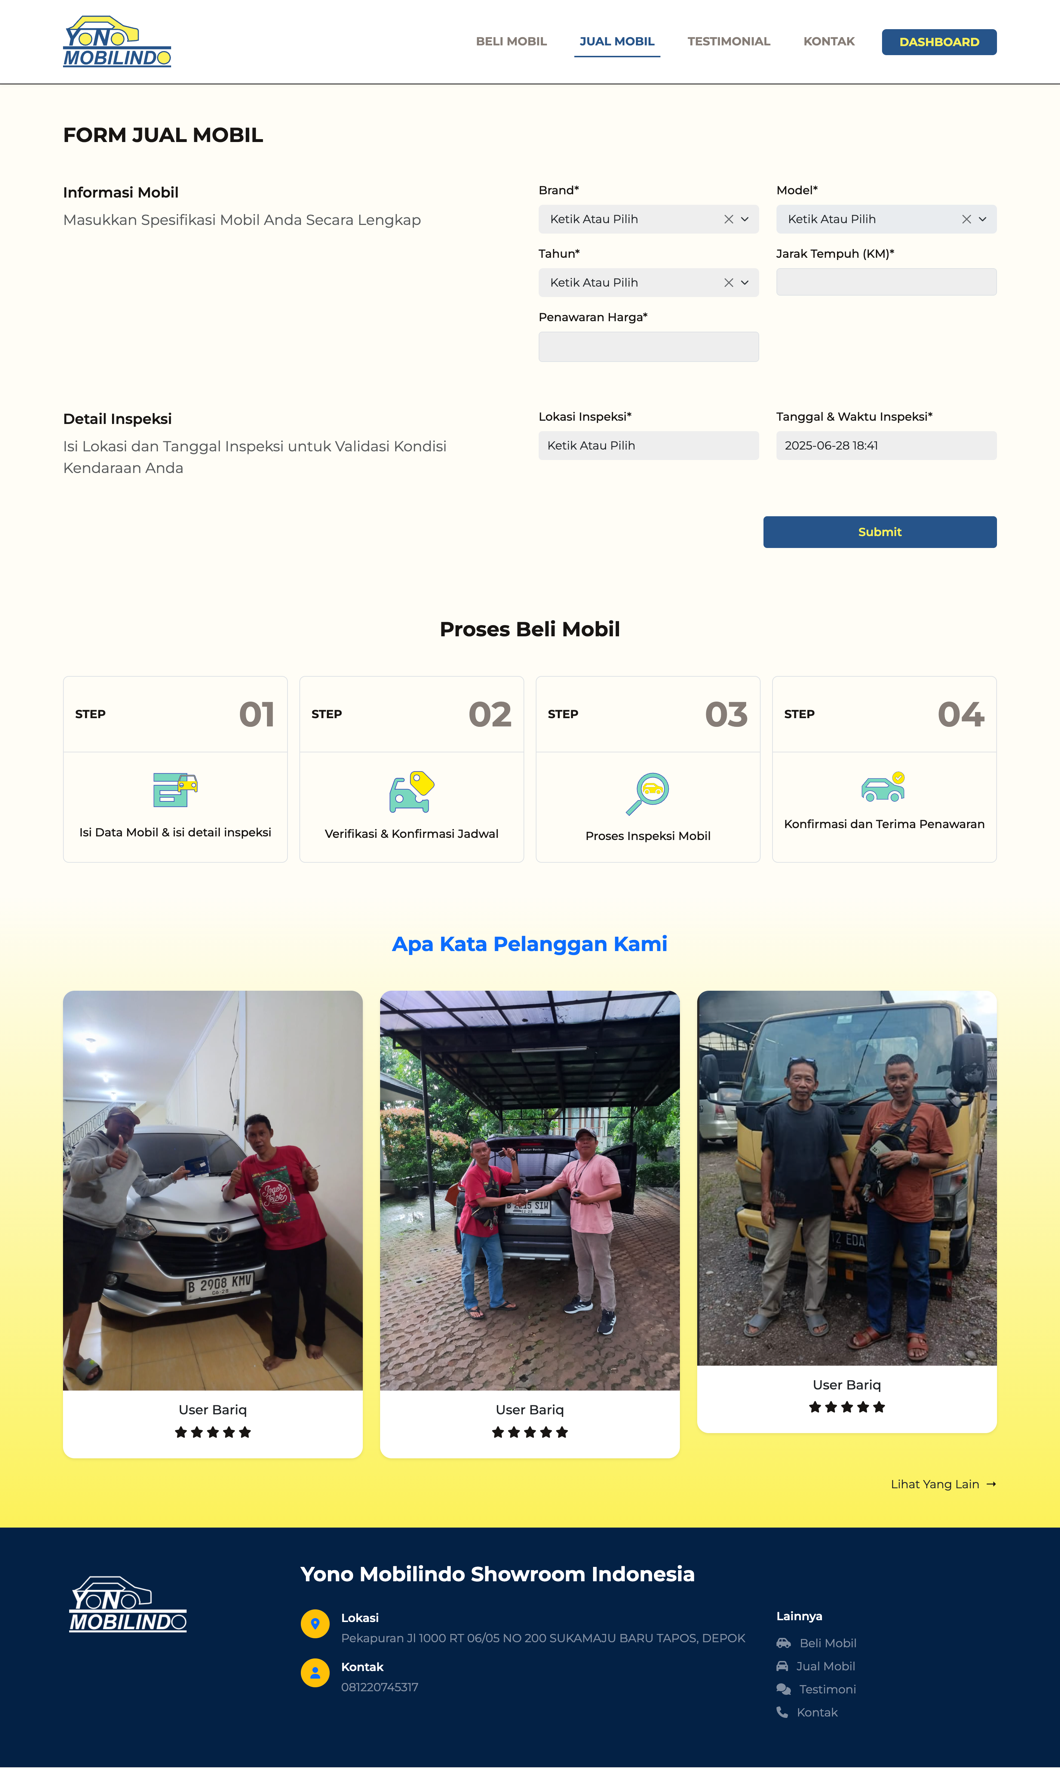 YONO
MOBILINDO
BELI MOBIL
JUAL MOBIL
TESTIMONIAL
KONTAK
DASHBOARD
FORM JUAL MOBIL
Informasi Mobil
Masukkan Spesifikasi Mobil Anda Secara Lengkap
Brand*
Model*
Ketik Atau Pilih
Ketik Atau Pilih
Tahun*
Jarak Tempuh (KM)*
Ketik Atau Pilih
Penawaran Harga*
Detail Inspeksi
Isi Lokasi dan Tanggal Inspeksi untuk Validasi Kondisi
Kendaraan Anda
Lokasi Inspeksi*
Tanggal & Waktu Inspeksi*
Ketik Atau Pilih
2025-06-28 18:41
Submit
Proses Beli Mobil
STEP 01
STEP 02
STEP 03
STEP 04
Isi Data Mobil & isi detail inspeksi
Verifikasi & Konfirmasi Jadwal
Proses Inspeksi Mobil
Konfirmasi dan Terima Penawaran
Apa Kata Pelanggan Kami
B 2908 KMV
User Bariq
User Bariq
User Bariq
Lihat Yang Lain →
YONO
MOBILINDO
Yono Mobilindo Showroom Indonesia
Lokasi
Pekapuran Jl 1000 RT 06/05 NO 200 SUKAMAJU BARU TAPOS, DEPOK
Kontak
081220745317
Lainnya
Beli Mobil
Jual Mobil
Testimoni
Kontak